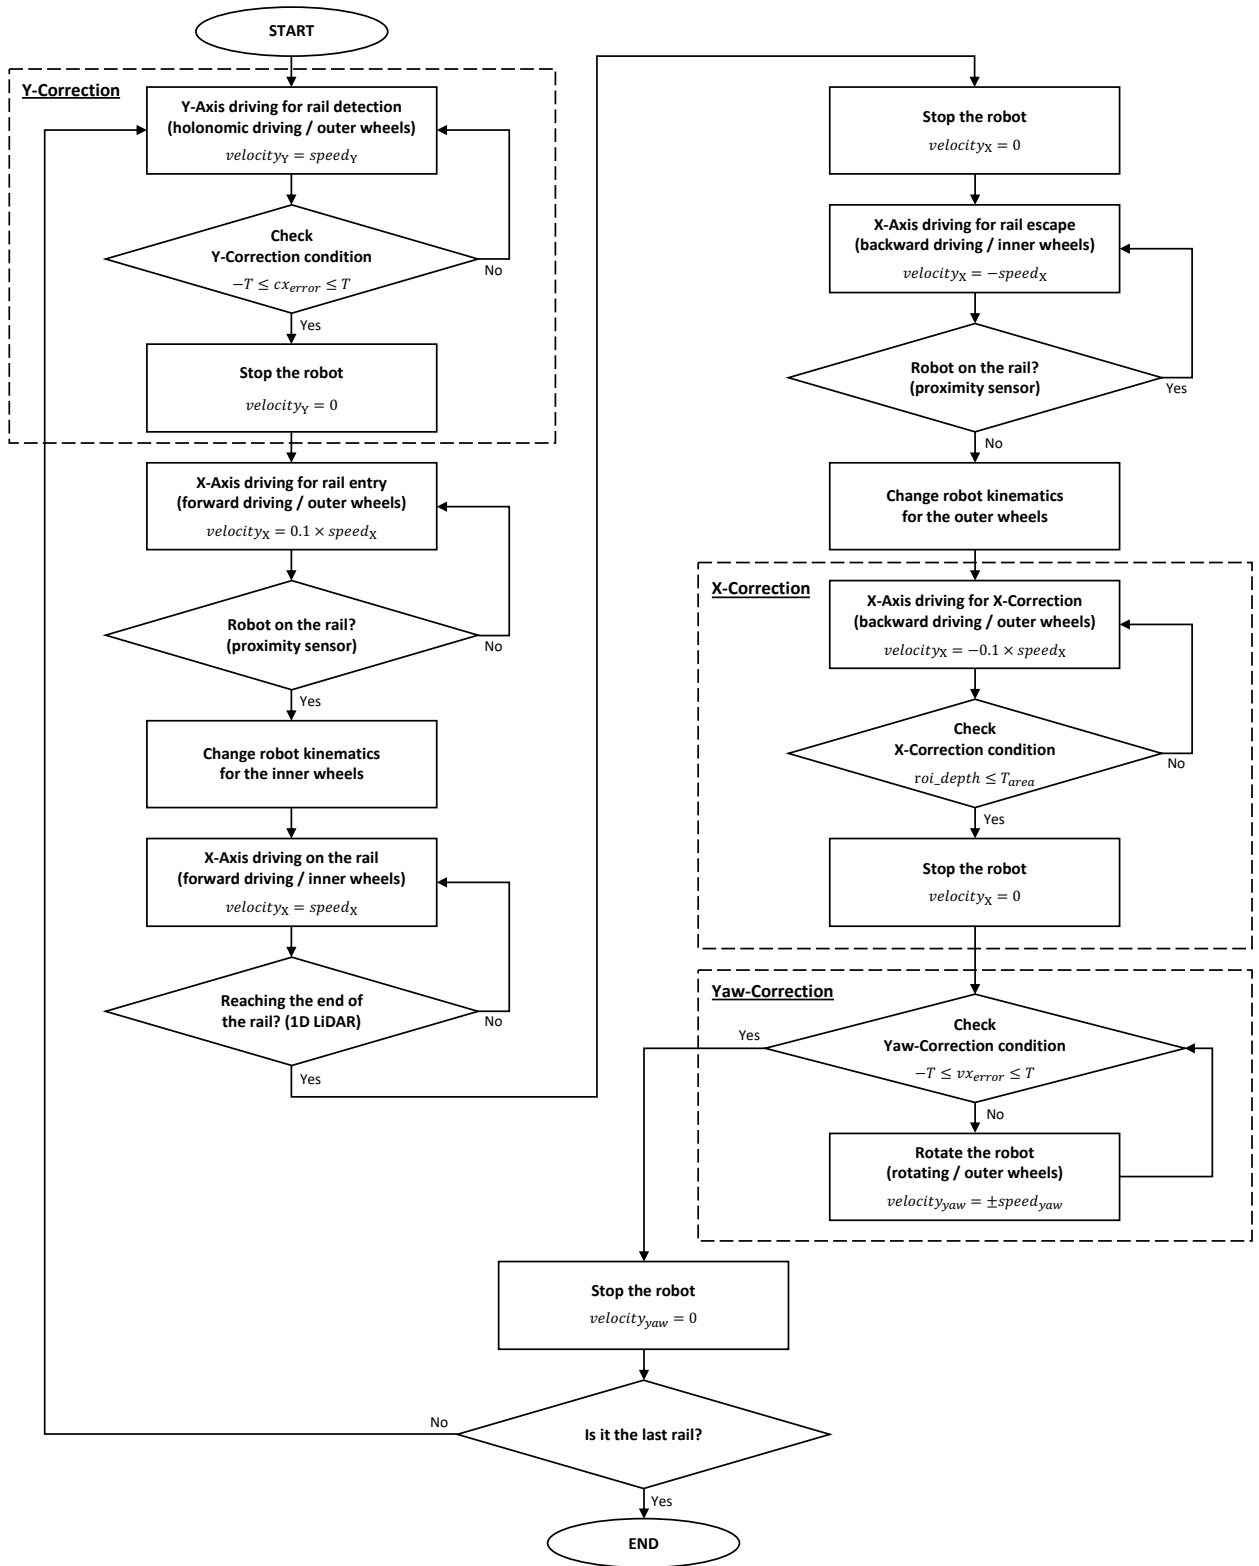 START
Y-Correction
Y-Axis driving for rail detection
(holonomic driving / outer wheels)
velocity_Y = speed_Y
Check
Y-Correction condition
−T ≤ cx_error ≤ T
No
Yes
Stop the robot
velocity_Y = 0
X-Axis driving for rail entry
(forward driving / outer wheels)
velocity_X = 0.1 × speed_X
Robot on the rail?
(proximity sensor)
No
Yes
Change robot kinematics
for the inner wheels
X-Axis driving on the rail
(forward driving / inner wheels)
velocity_X = speed_X
Reaching the end of
the rail? (1D LiDAR)
No
Yes
Stop the robot
velocity_X = 0
X-Axis driving for rail escape
(backward driving / inner wheels)
velocity_X = −speed_X
Robot on the rail?
(proximity sensor)
Yes
No
Change robot kinematics
for the outer wheels
X-Correction
X-Axis driving for X-Correction
(backward driving / outer wheels)
velocity_X = −0.1 × speed_X
Check
X-Correction condition
roi_depth ≤ T_area
No
Yes
Stop the robot
velocity_X = 0
Yaw-Correction
Check
Yaw-Correction condition
−T ≤ vx_error ≤ T
Yes
No
Rotate the robot
(rotating / outer wheels)
velocity_yaw = ±speed_yaw
Stop the robot
velocity_yaw = 0
Is it the last rail?
No
Yes
END